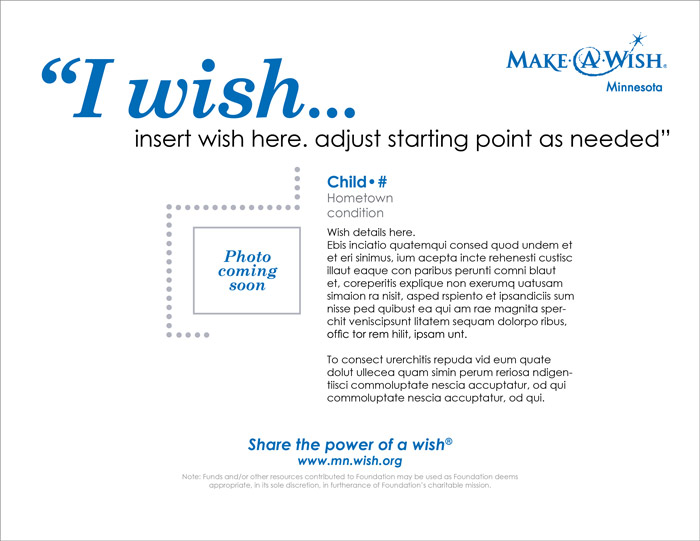 “I wish...
MAKE·A·WISH®
Minnesota
insert wish here. adjust starting point as needed”
Child•#
Hometown
condition
Photo
coming
soon
Wish details here.
Ebis inciatio quatemqui consed quod undem et
et eri sinimus, ium acepta incte rehenesti custisc
illaut eaque con paribus perunti comni blaut
et, coreperitis explique non exerumq uatusam
simaion ra nisit, asped rspiento et ipsandiciis sum
nisse ped quibust ea qui am rae magnita sper-
chit veniscipsunt litatem sequam dolorpo ribus,
offic tor rem hilit, ipsam unt.
To consect urerchitis repuda vid eum quate
dolut ullecea quam simin perum reriosa ndigen-
tiisci commoluptate nescia accuptatur, od qui
commoluptate nescia accuptatur, od qui.
Share the power of a wish®
www.mn.wish.org
Note: Funds and/or other resources contributed to Foundation may be used as Foundation deems
appropriate, in its sole discretion, in furtherance of Foundation’s charitable mission.